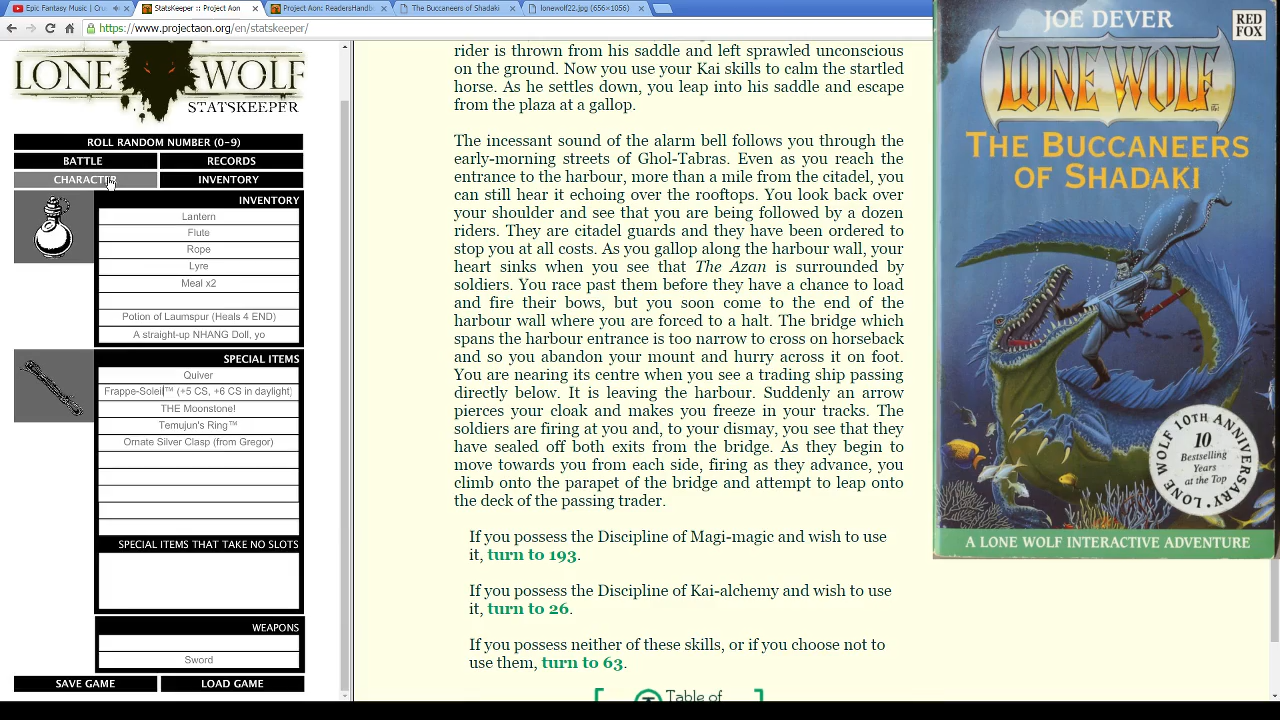 Epic Fantasy Music | Cru
StatsKeeper :: Project Aon
Project Aon: ReadersHandb
The Buccaneers of Shadaki
lonewolf22.jpg (656×1056)
https://www.projectaon.org/en/statskeeper/
LONE WOLF
STATSKEEPER
ROLL RANDOM NUMBER (0-9)
BATTLE
RECORDS
CHARACTER
INVENTORY
INVENTORY
Lantern
Flute
Rope
Lyre
Meal x2
Potion of Laumspur (Heals 4 END)
A straight-up NHANG Doll, yo
SPECIAL ITEMS
Quiver
Frappe-Soleil™ (+5 CS, +6 CS in daylight)
THE Moonstone!
Temujun's Ring™
Ornate Silver Clasp (from Gregor)
SPECIAL ITEMS THAT TAKE NO SLOTS
WEAPONS
Sword
SAVE GAME
LOAD GAME
rider is thrown from his saddle and left sprawled unconscious
on the ground. Now you use your Kai skills to calm the startled
horse. As he settles down, you leap into his saddle and escape
from the plaza at a gallop.
The incessant sound of the alarm bell follows you through the
early-morning streets of Ghol-Tabras. Even as you reach the
entrance to the harbour, more than a mile from the citadel, you
can still hear it echoing over the rooftops. You look back over
your shoulder and see that you are being followed by a dozen
riders. They are citadel guards and they have been ordered to
stop you at all costs. As you gallop along the harbour wall, your
heart sinks when you see that The Azan is surrounded by
soldiers. You race past them before they have a chance to load
and fire their bows, but you soon come to the end of the
harbour wall where you are forced to a halt. The bridge which
spans the harbour entrance is too narrow to cross on horseback
and so you abandon your mount and hurry across it on foot.
You are nearing its centre when you see a trading ship passing
directly below. It is leaving the harbour. Suddenly an arrow
pierces your cloak and makes you freeze in your tracks. The
soldiers are firing at you and, to your dismay, you see that they
have sealed off both exits from the bridge. As they begin to
move towards you from each side, firing as they advance, you
climb onto the parapet of the bridge and attempt to leap onto
the deck of the passing trader.
If you possess the Discipline of Magi-magic and wish to use
it, turn to 193.
If you possess the Discipline of Kai-alchemy and wish to use
it, turn to 26.
If you possess neither of these skills, or if you choose not to
use them, turn to 63.
Table of
JOE DEVER
RED
FOX
LONE WOLF
THE BUCCANEERS
OF SHADAKI
LONE WOLF 10TH ANNIVERSARY
10
Bestselling
Years
at the Top
A LONE WOLF INTERACTIVE ADVENTURE